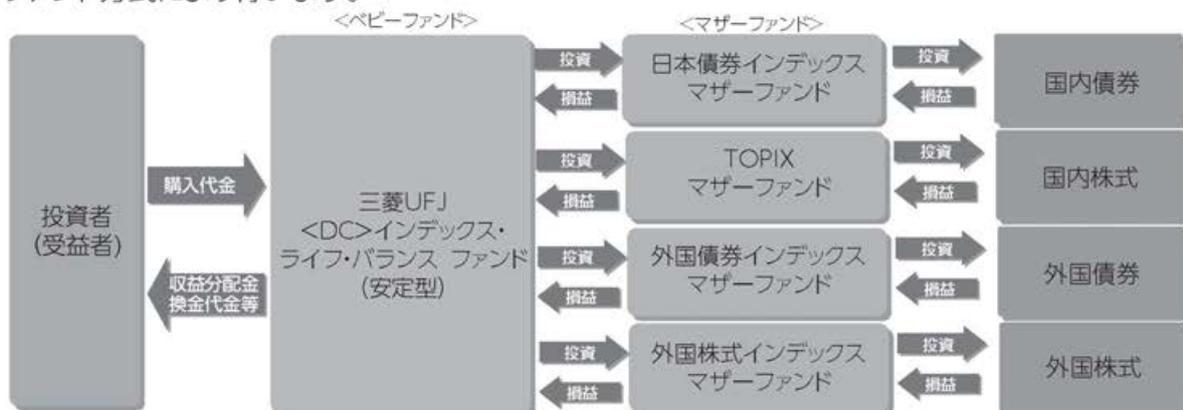 <ベビーファンド>
<マザーファンド>
投資者
(受益者)
購入代金
収益分配金
換金代金等
三菱UFJ
<DC>インデックス・
ライフ・バランス ファンド
(安定型)
投資
損益
日本債券インデックス
マザーファンド
投資
損益
国内債券
投資
損益
TOPIX
マザーファンド
投資
損益
国内株式
投資
損益
外国債券インデックス
マザーファンド
投資
損益
外国債券
投資
損益
外国株式インデックス
マザーファンド
投資
損益
外国株式